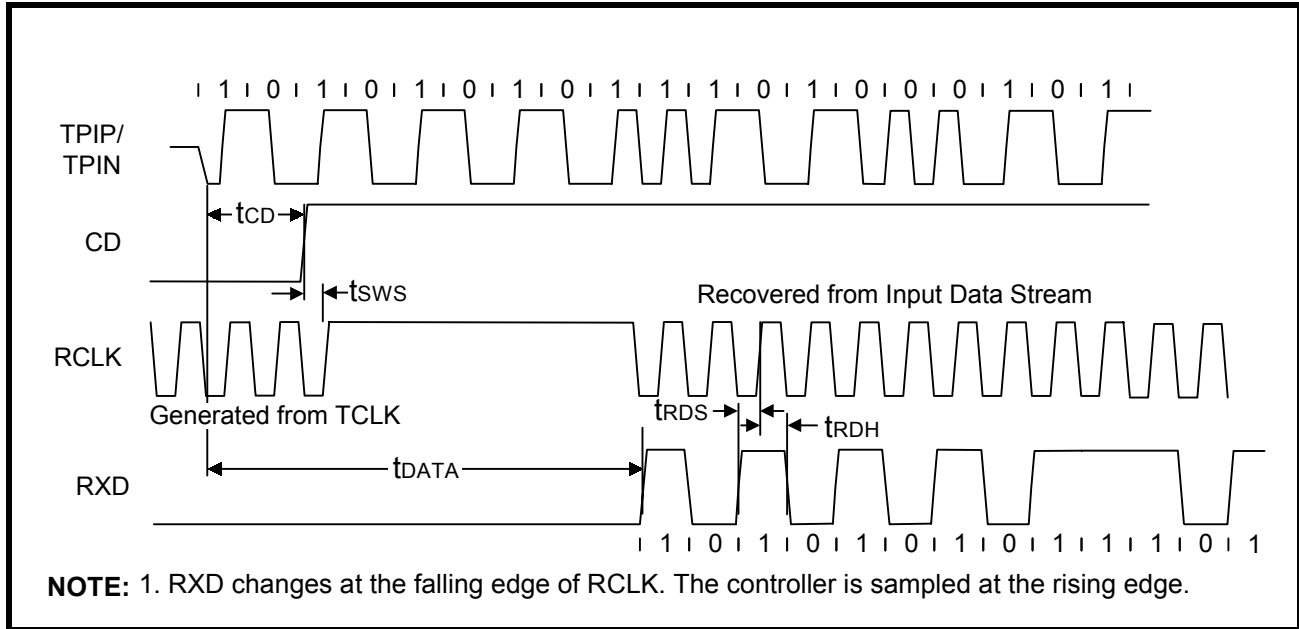 1 0 1 0 1 0 1 0 1 1 1 0 1 0 0 0 1 0 1
TPIP/
TPIN
tCD
CD
tSWS
Recovered from Input Data Stream
RCLK
Generated from TCLK
tRDS
tRDH
tDATA
RXD
1 0 1 0 1 0 1 0 1 1 1 0 1
NOTE: 1. RXD changes at the falling edge of RCLK. The controller is sampled at the rising edge.